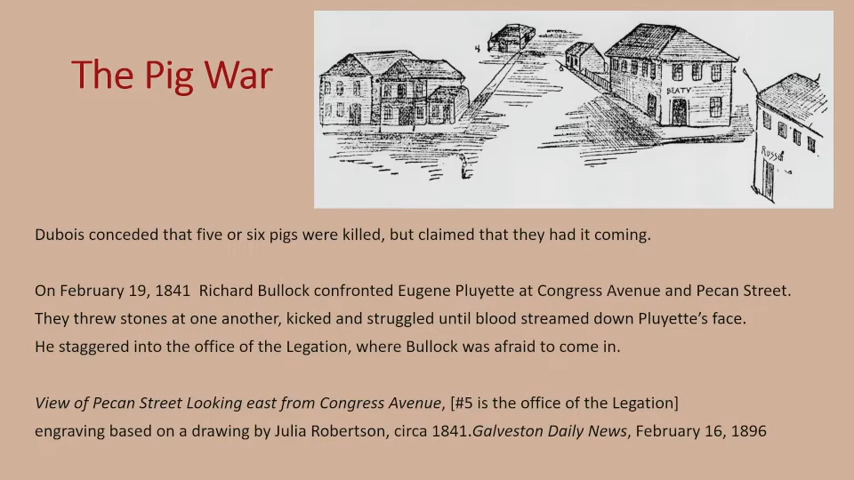 The Pig War
BEATY
Russ
Dubois conceded that five or six pigs were killed, but claimed that they had it coming.
On February 19, 1841  Richard Bullock confronted Eugene Pluyette at Congress Avenue and Pecan Street.
They threw stones at one another, kicked and struggled until blood streamed down Pluyette’s face.
He staggered into the office of the Legation, where Bullock was afraid to come in.
View of Pecan Street Looking east from Congress Avenue, [#5 is the office of the Legation]
engraving based on a drawing by Julia Robertson, circa 1841.Galveston Daily News, February 16, 1896